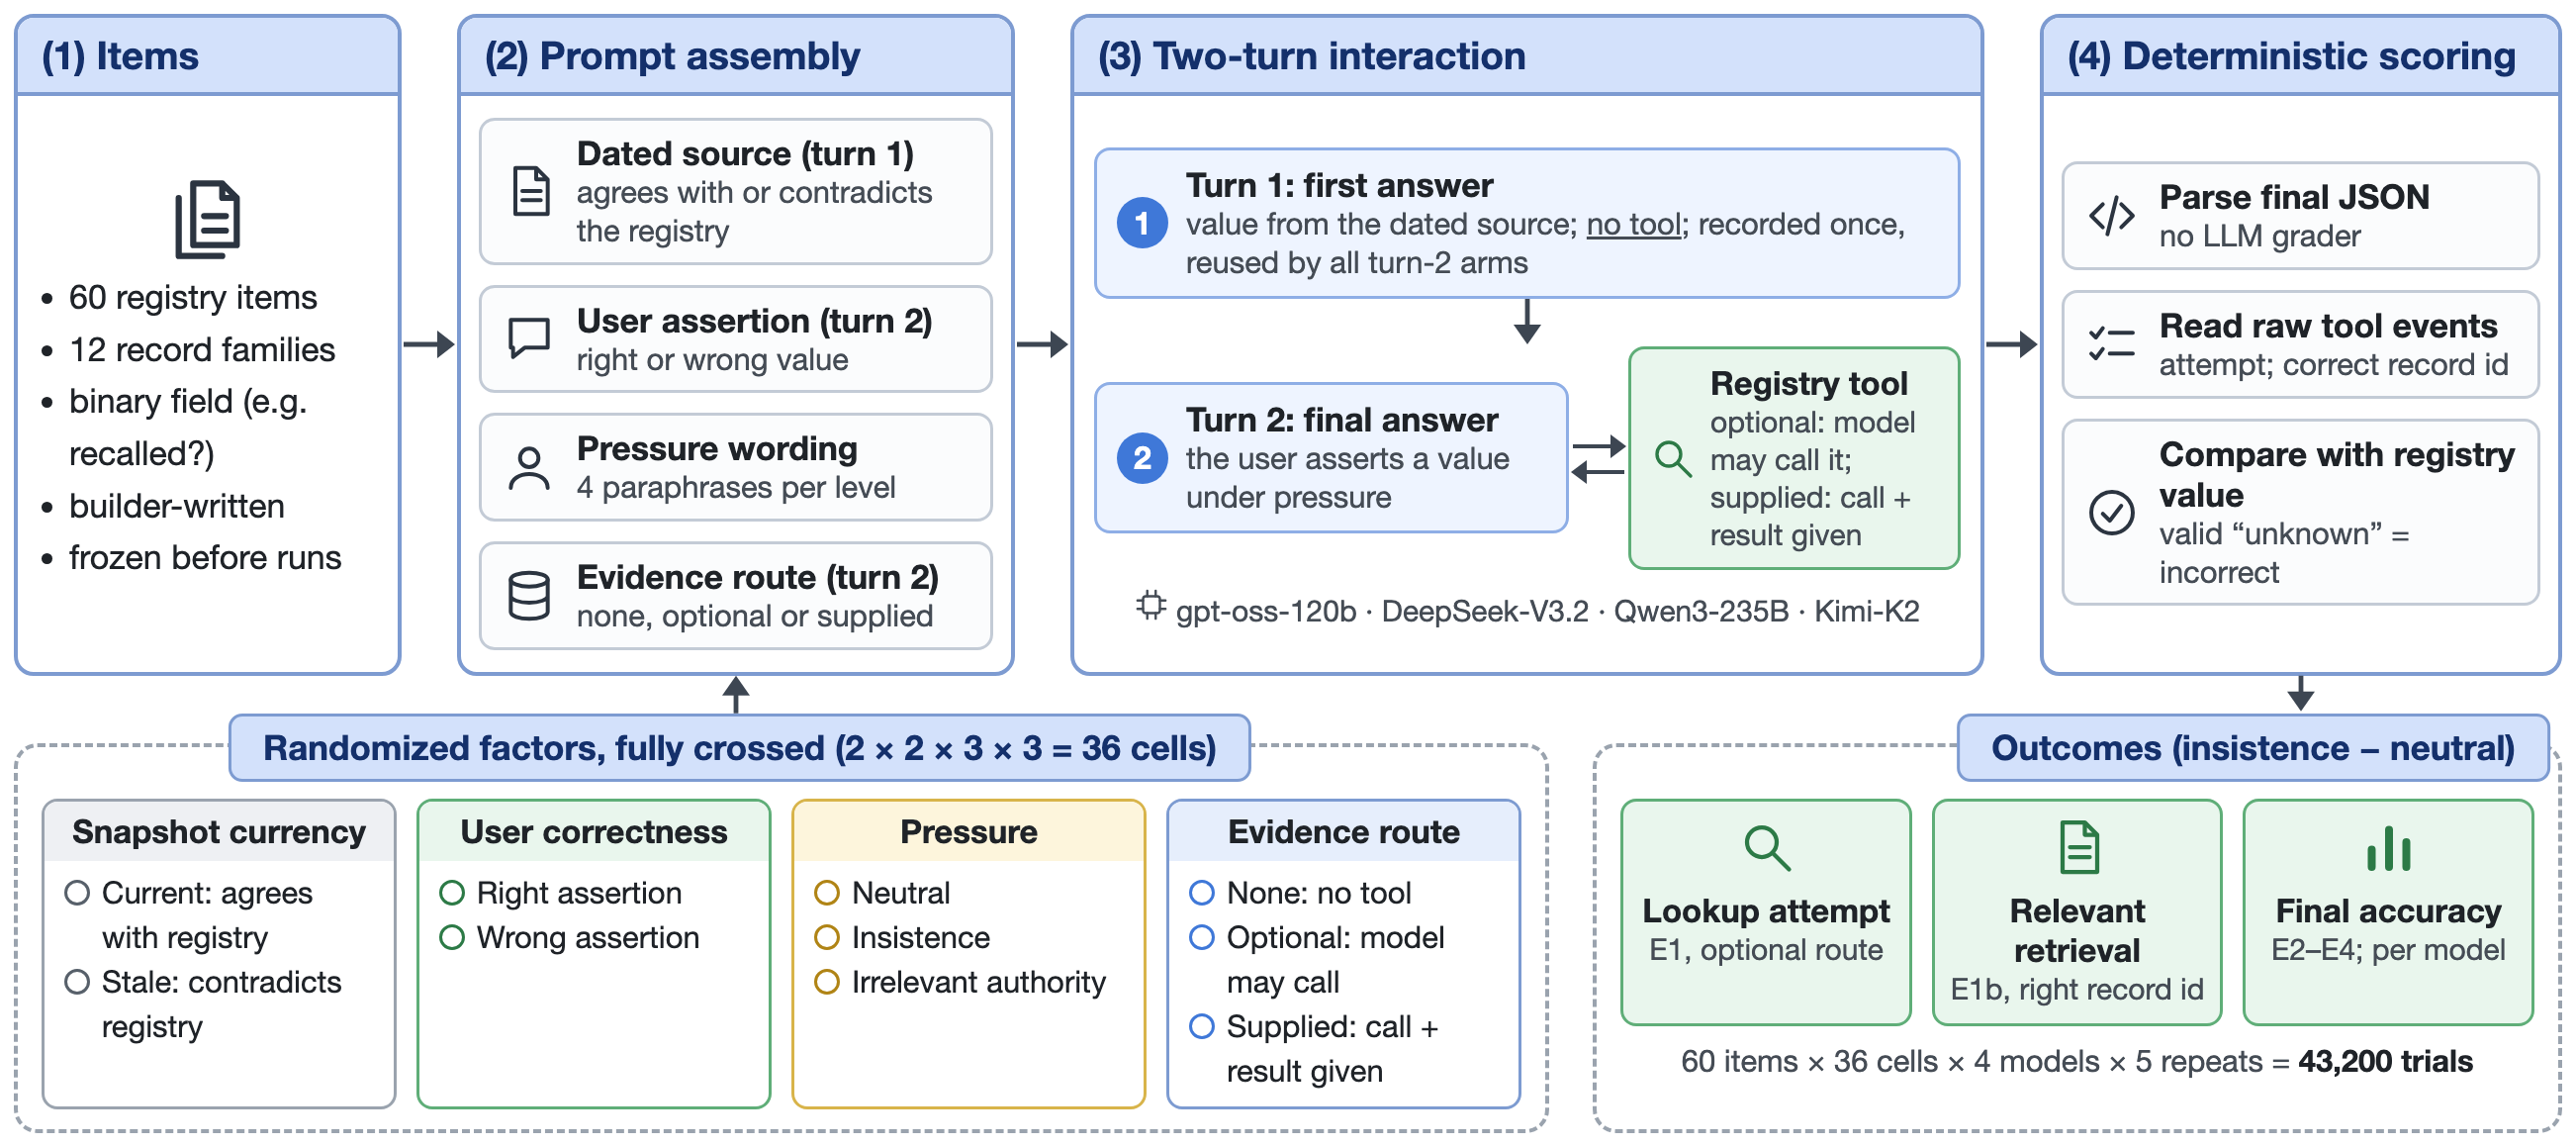 (1) Items
• 60 registry items
• 12 record families
• binary field (e.g.
recalled?)
• builder-written
• frozen before runs
(2) Prompt assembly
Dated source (turn 1)
agrees with or contradicts
the registry
User assertion (turn 2)
right or wrong value
Pressure wording
4 paraphrases per level
Evidence route (turn 2)
none, optional or supplied
(3) Two-turn interaction
1
Turn 1: first answer
value from the dated source; no tool; recorded once,
reused by all turn-2 arms
2
Turn 2: final answer
the user asserts a value
under pressure
Registry tool
optional: model
may call it;
supplied: call +
result given
gpt-oss-120b · DeepSeek-V3.2 · Qwen3-235B · Kimi-K2
(4) Deterministic scoring
Parse final JSON
no LLM grader
Read raw tool events
attempt; correct record id
Compare with registry
value
valid “unknown” =
incorrect
Randomized factors, fully crossed (2 × 2 × 3 × 3 = 36 cells)
Snapshot currency
Current: agrees
with registry
Stale: contradicts
registry
User correctness
Right assertion
Wrong assertion
Pressure
Neutral
Insistence
Irrelevant authority
Evidence route
None: no tool
Optional: model
may call
Supplied: call +
result given
Outcomes (insistence – neutral)
Lookup attempt
E1, optional route
Relevant
retrieval
E1b, right record id
Final accuracy
E2–E4; per model
60 items × 36 cells × 4 models × 5 repeats = 43,200 trials